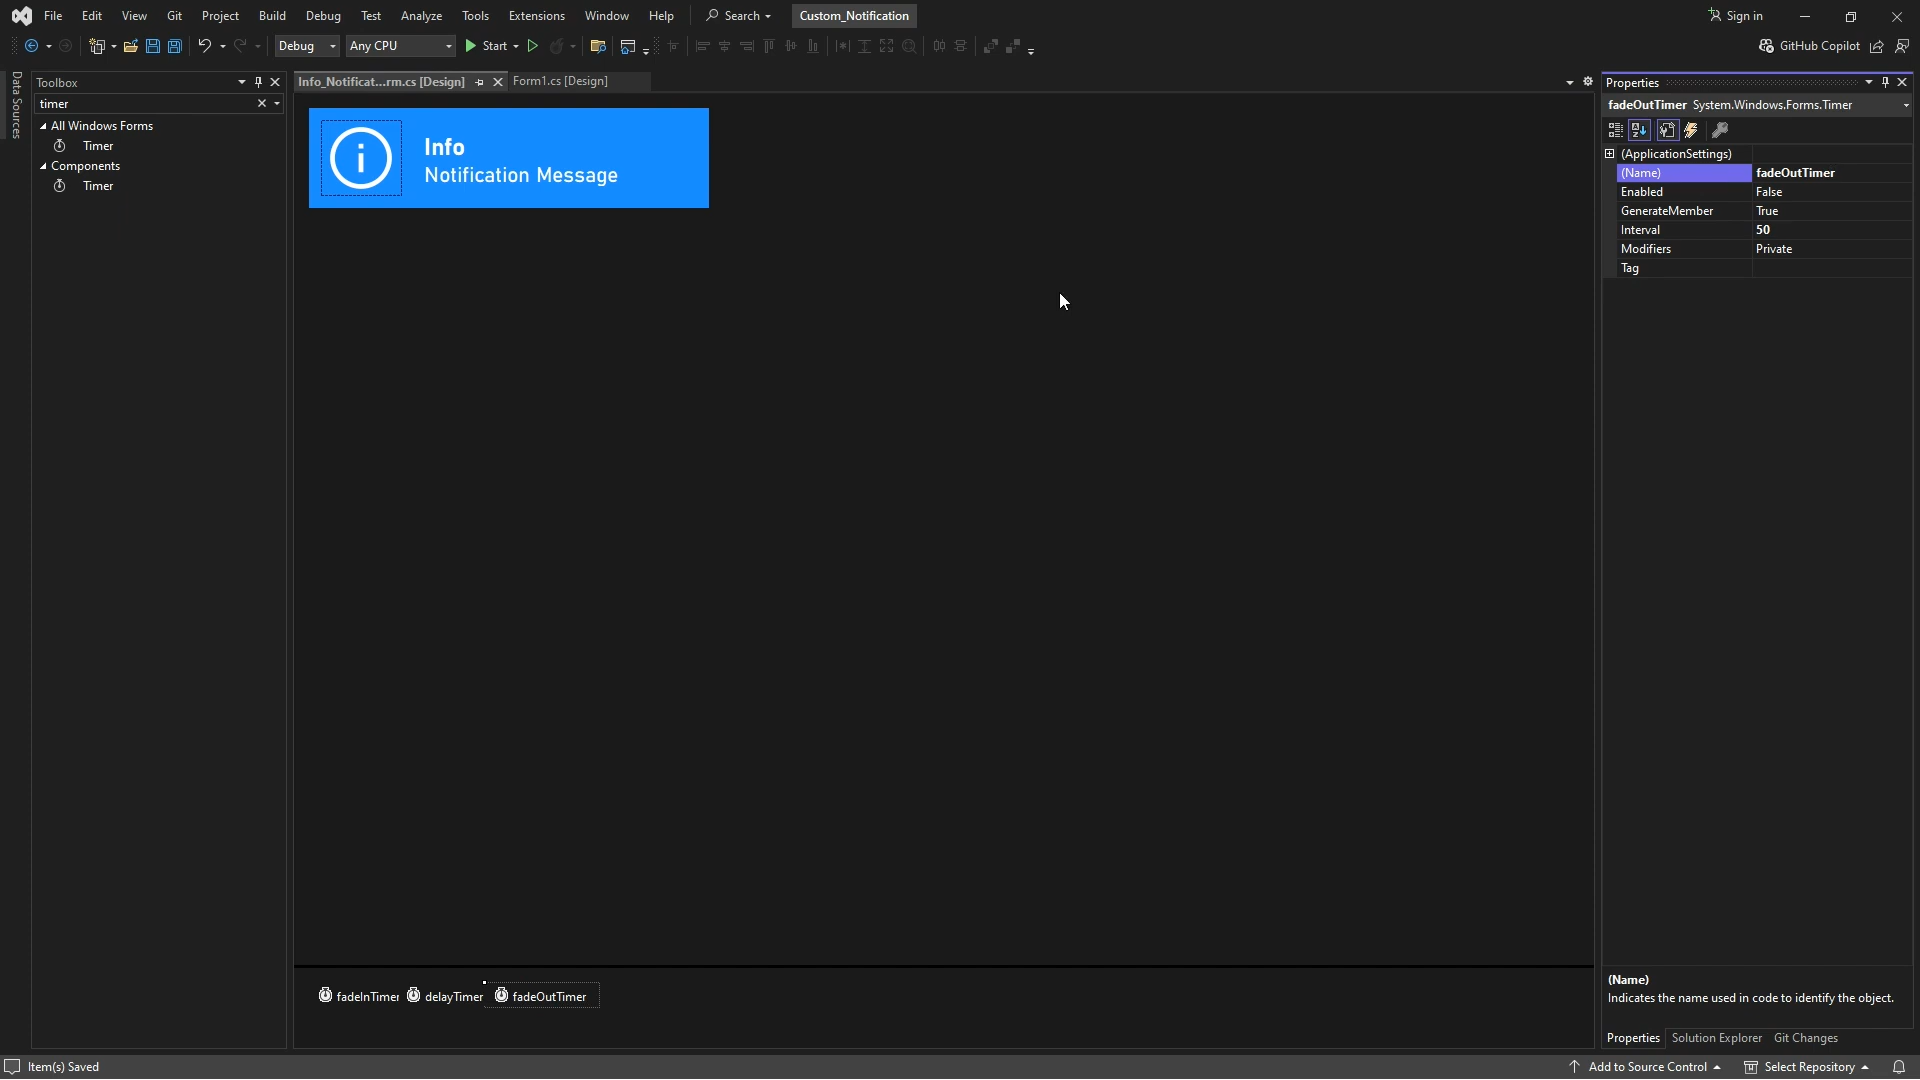 File Edit View Git Project Build Debug Test Analyze Tools Extensions Window Help Search Custom_Notification Sign in
Debug Any CPU Start GitHub Copilot
Data Sources
Toolbox
timer
All Windows Forms
Timer
Components
Timer
Info_Notificat...rm.cs [Design] Form1.cs [Design]
Info
Notification Message
fadeInTimer delayTimer fadeOutTimer
Properties
fadeOutTimer System.Windows.Forms.Timer
(ApplicationSettings)
(Name) fadeOutTimer
Enabled False
GenerateMember True
Interval 50
Modifiers Private
Tag
(Name)
Indicates the name used in code to identify the object.
Properties Solution Explorer Git Changes
Item(s) Saved Add to Source Control Select Repository